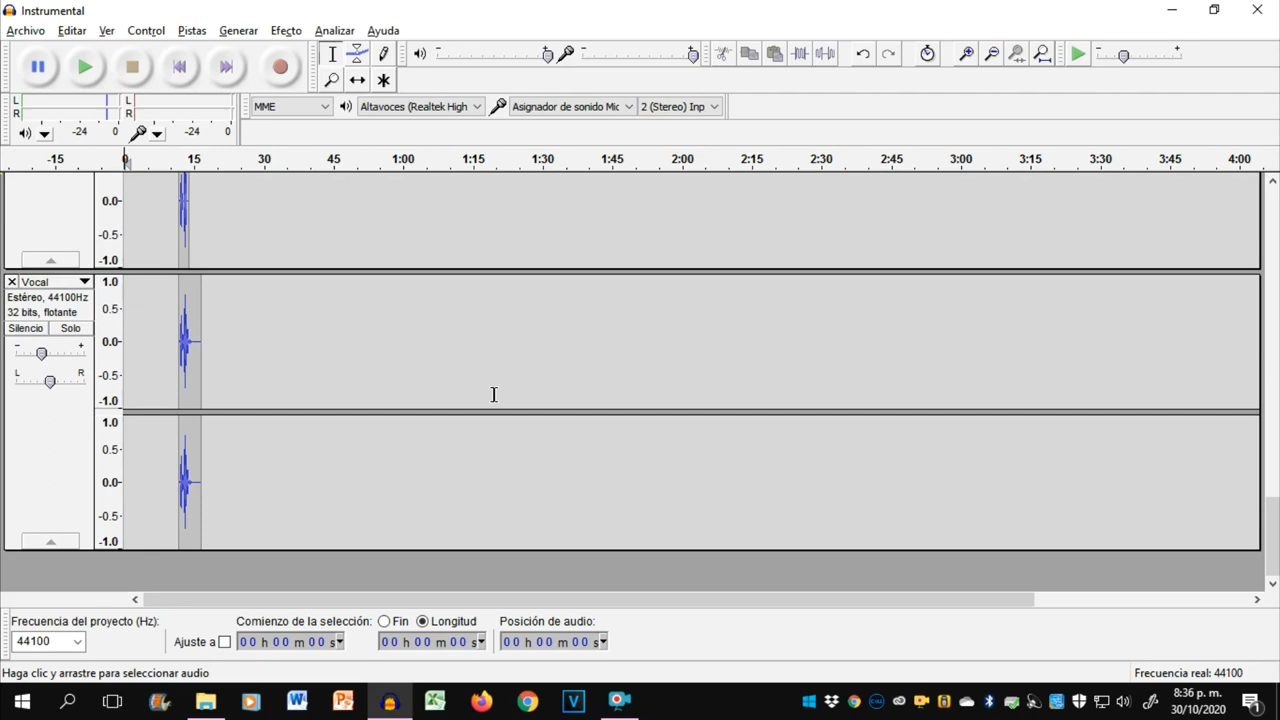 Instrumental
Archivo Editar Ver Control Pistas Generar Efecto Analizar Ayuda
L L
R R
-24 0 -24 0
MME Altavoces (Realtek High Asignador de sonido Mic 2 (Stereo) Inp
-15 0 15 30 45 1:00 1:15 1:30 1:45 2:00 2:15 2:30 2:45 3:00 3:15 3:30 3:45 4:00
0.0
-0.5
-1.0
Vocal 1.0
Estéreo, 44100Hz 0.5
32 bits, flotante
Silencio Solo
- + 0.0
L R -0.5
-1.0
1.0
0.5
0.0
-0.5
-1.0
Frecuencia del proyecto (Hz): Comienzo de la selección: Fin Longitud Posición de audio:
44100 Ajuste a 00 h 00 m 00 s 00 h 00 m 00 s 00 h 00 m 00 s
Haga clic y arrastre para seleccionar audio Frecuencia real: 44100
8:36 p. m.
30/10/2020